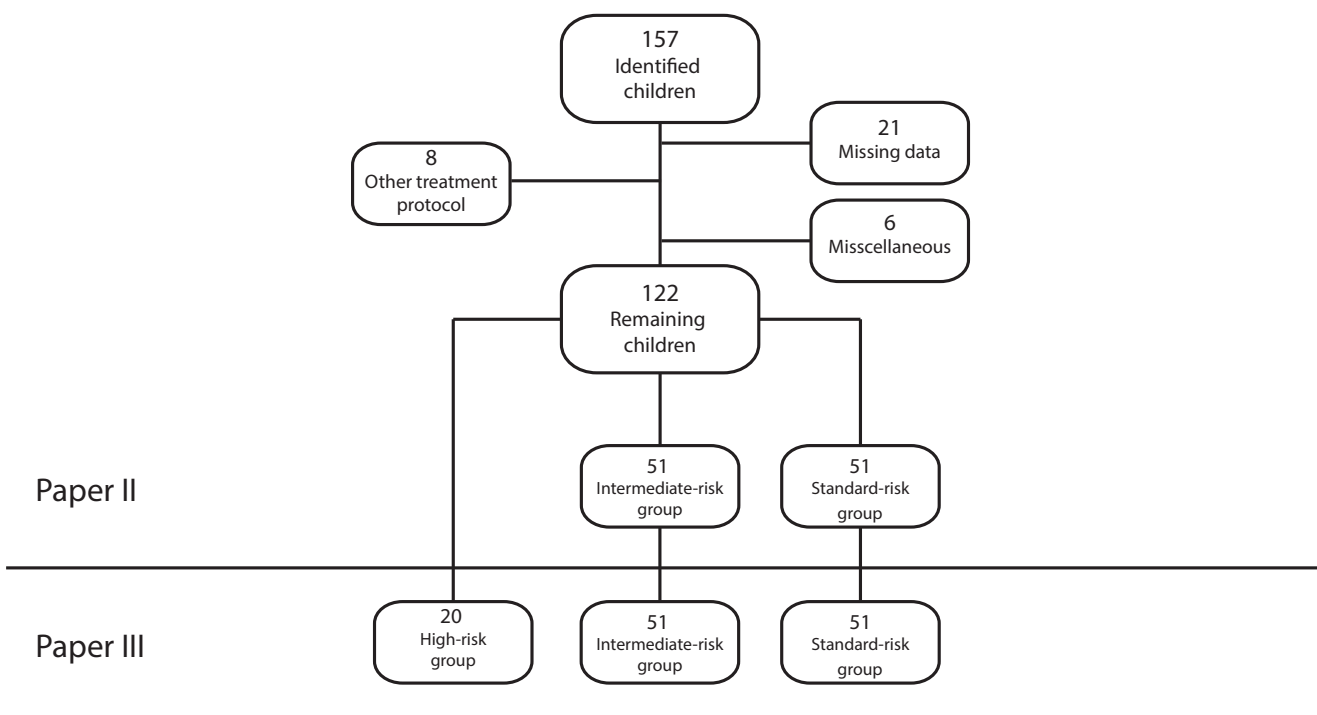 157
Identified
children
21
Missing data
8
Other treatment
protocol
6
Misscellaneous
122
Remaining
children
Paper II
51
Intermediate-risk
group
51
Standard-risk
group
Paper III
20
High-risk
group
51
Intermediate-risk
group
51
Standard-risk
group